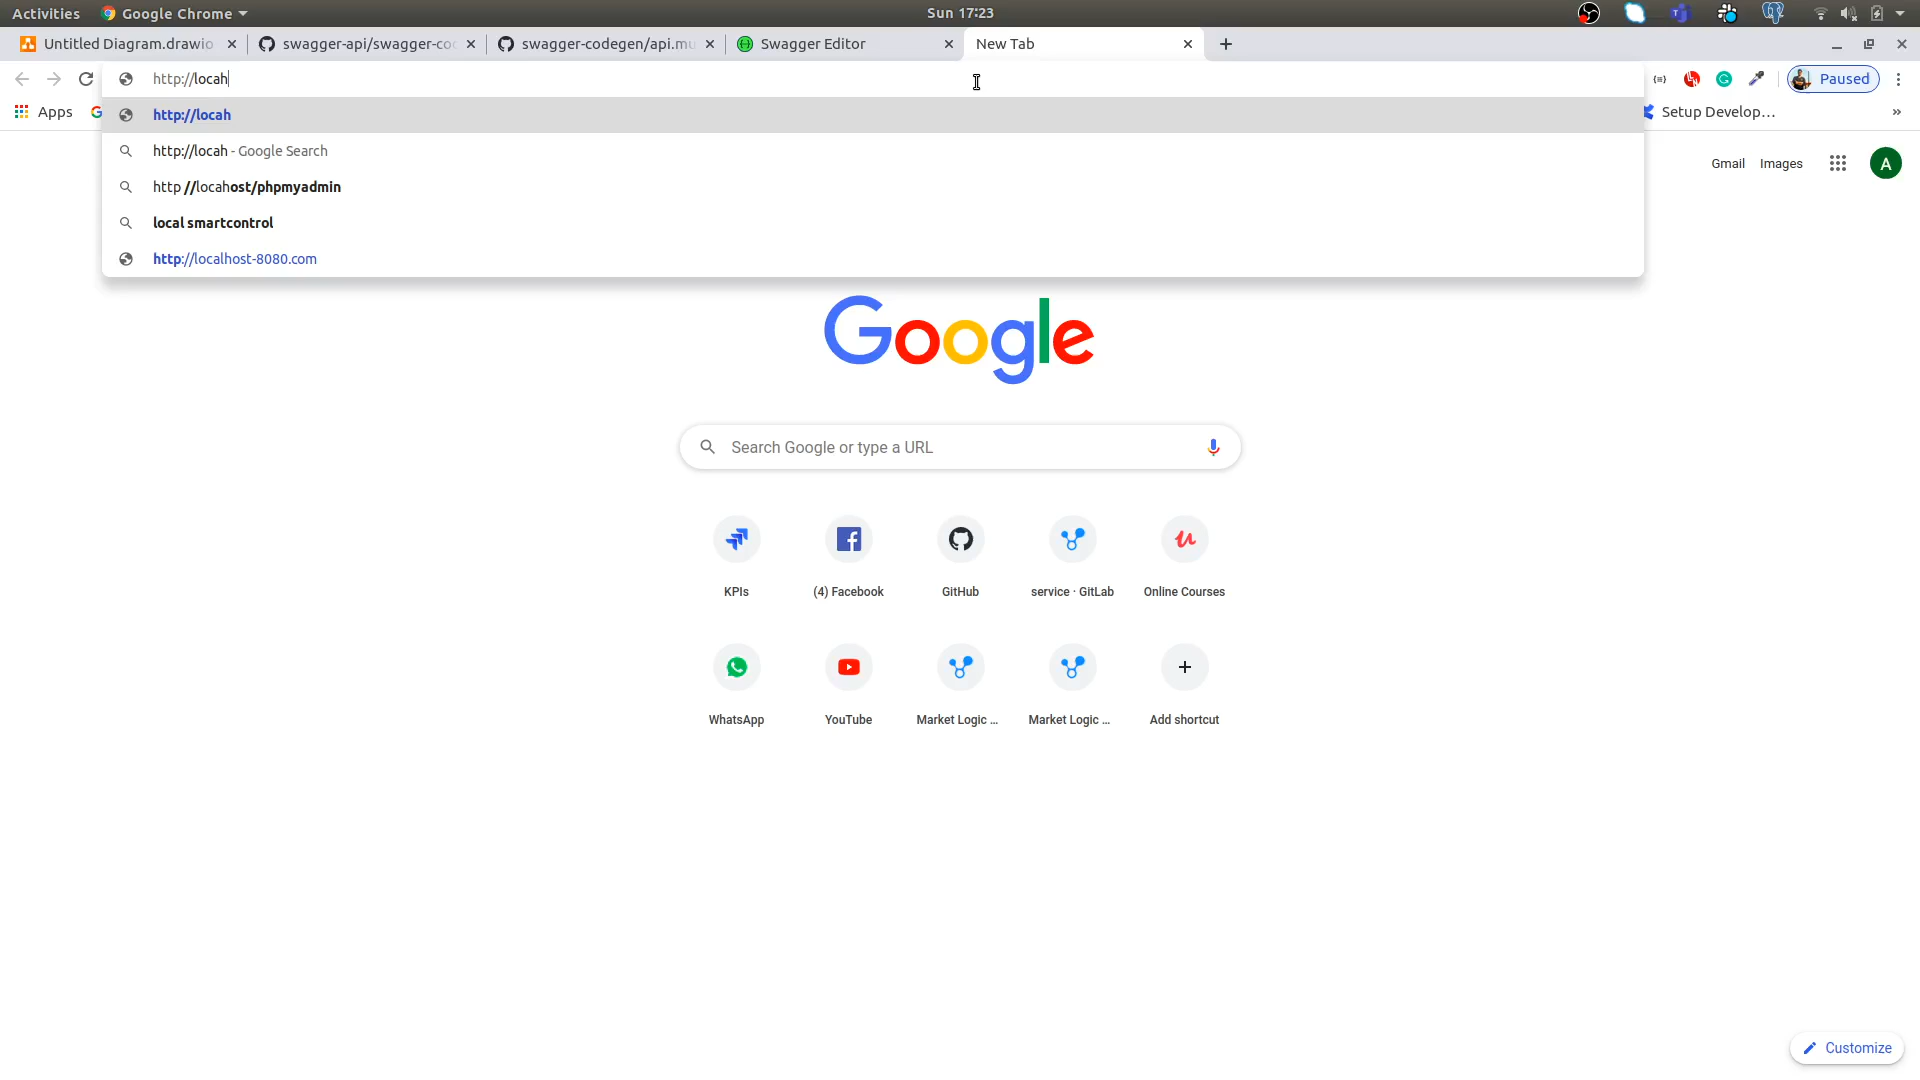 Activities Google Chrome Sun 17:23
Untitled Diagram.drawio swagger-api/swagger-co swagger-codegen/api.mu Swagger Editor New Tab
http://locah Paused
Apps Setup Develop...
http://locah
http://locah - Google Search
http //locahost/phpmyadmin
local smartcontrol
http://localhost-8080.com
Gmail Images A
Google
Search Google or type a URL
KPIs (4) Facebook GitHub service · GitLab Online Courses
WhatsApp YouTube Market Logic ... Market Logic ... Add shortcut
Customize